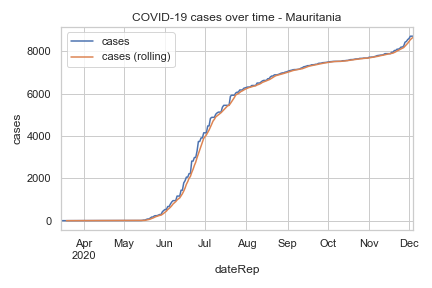 COVID-19 cases over time - Mauritania
cases
cases (rolling)
8000
6000
4000
2000
0
cases
Apr
2020
May
Jun
Jul
Aug
Sep
Oct
Nov
Dec
dateRep